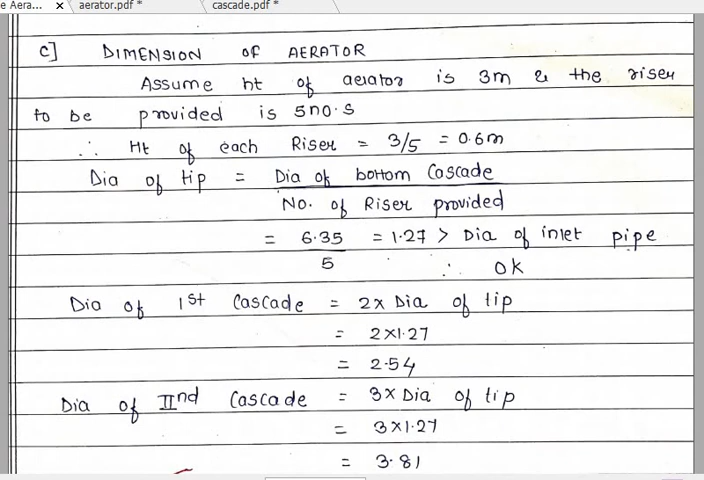 e Aera... x aerator.pdf * cascade.pdf *
c] DIMENSION OF AERATOR
Assume ht of aerator is 3m & the riser
to be provided is 5no.s
∴ Ht of each Riser = 3/5 = 0.6m
Dia of tip = Dia of bottom Cascade
No. of Riser provided
= 6.35 = 1.27 > Dia of inlet pipe
5 ∴ OK
Dia of 1st Cascade = 2x Dia of tip
= 2x1.27
= 2.54
Dia of IInd Cascade = 3x Dia of tip
= 3x1.27
= 3.81